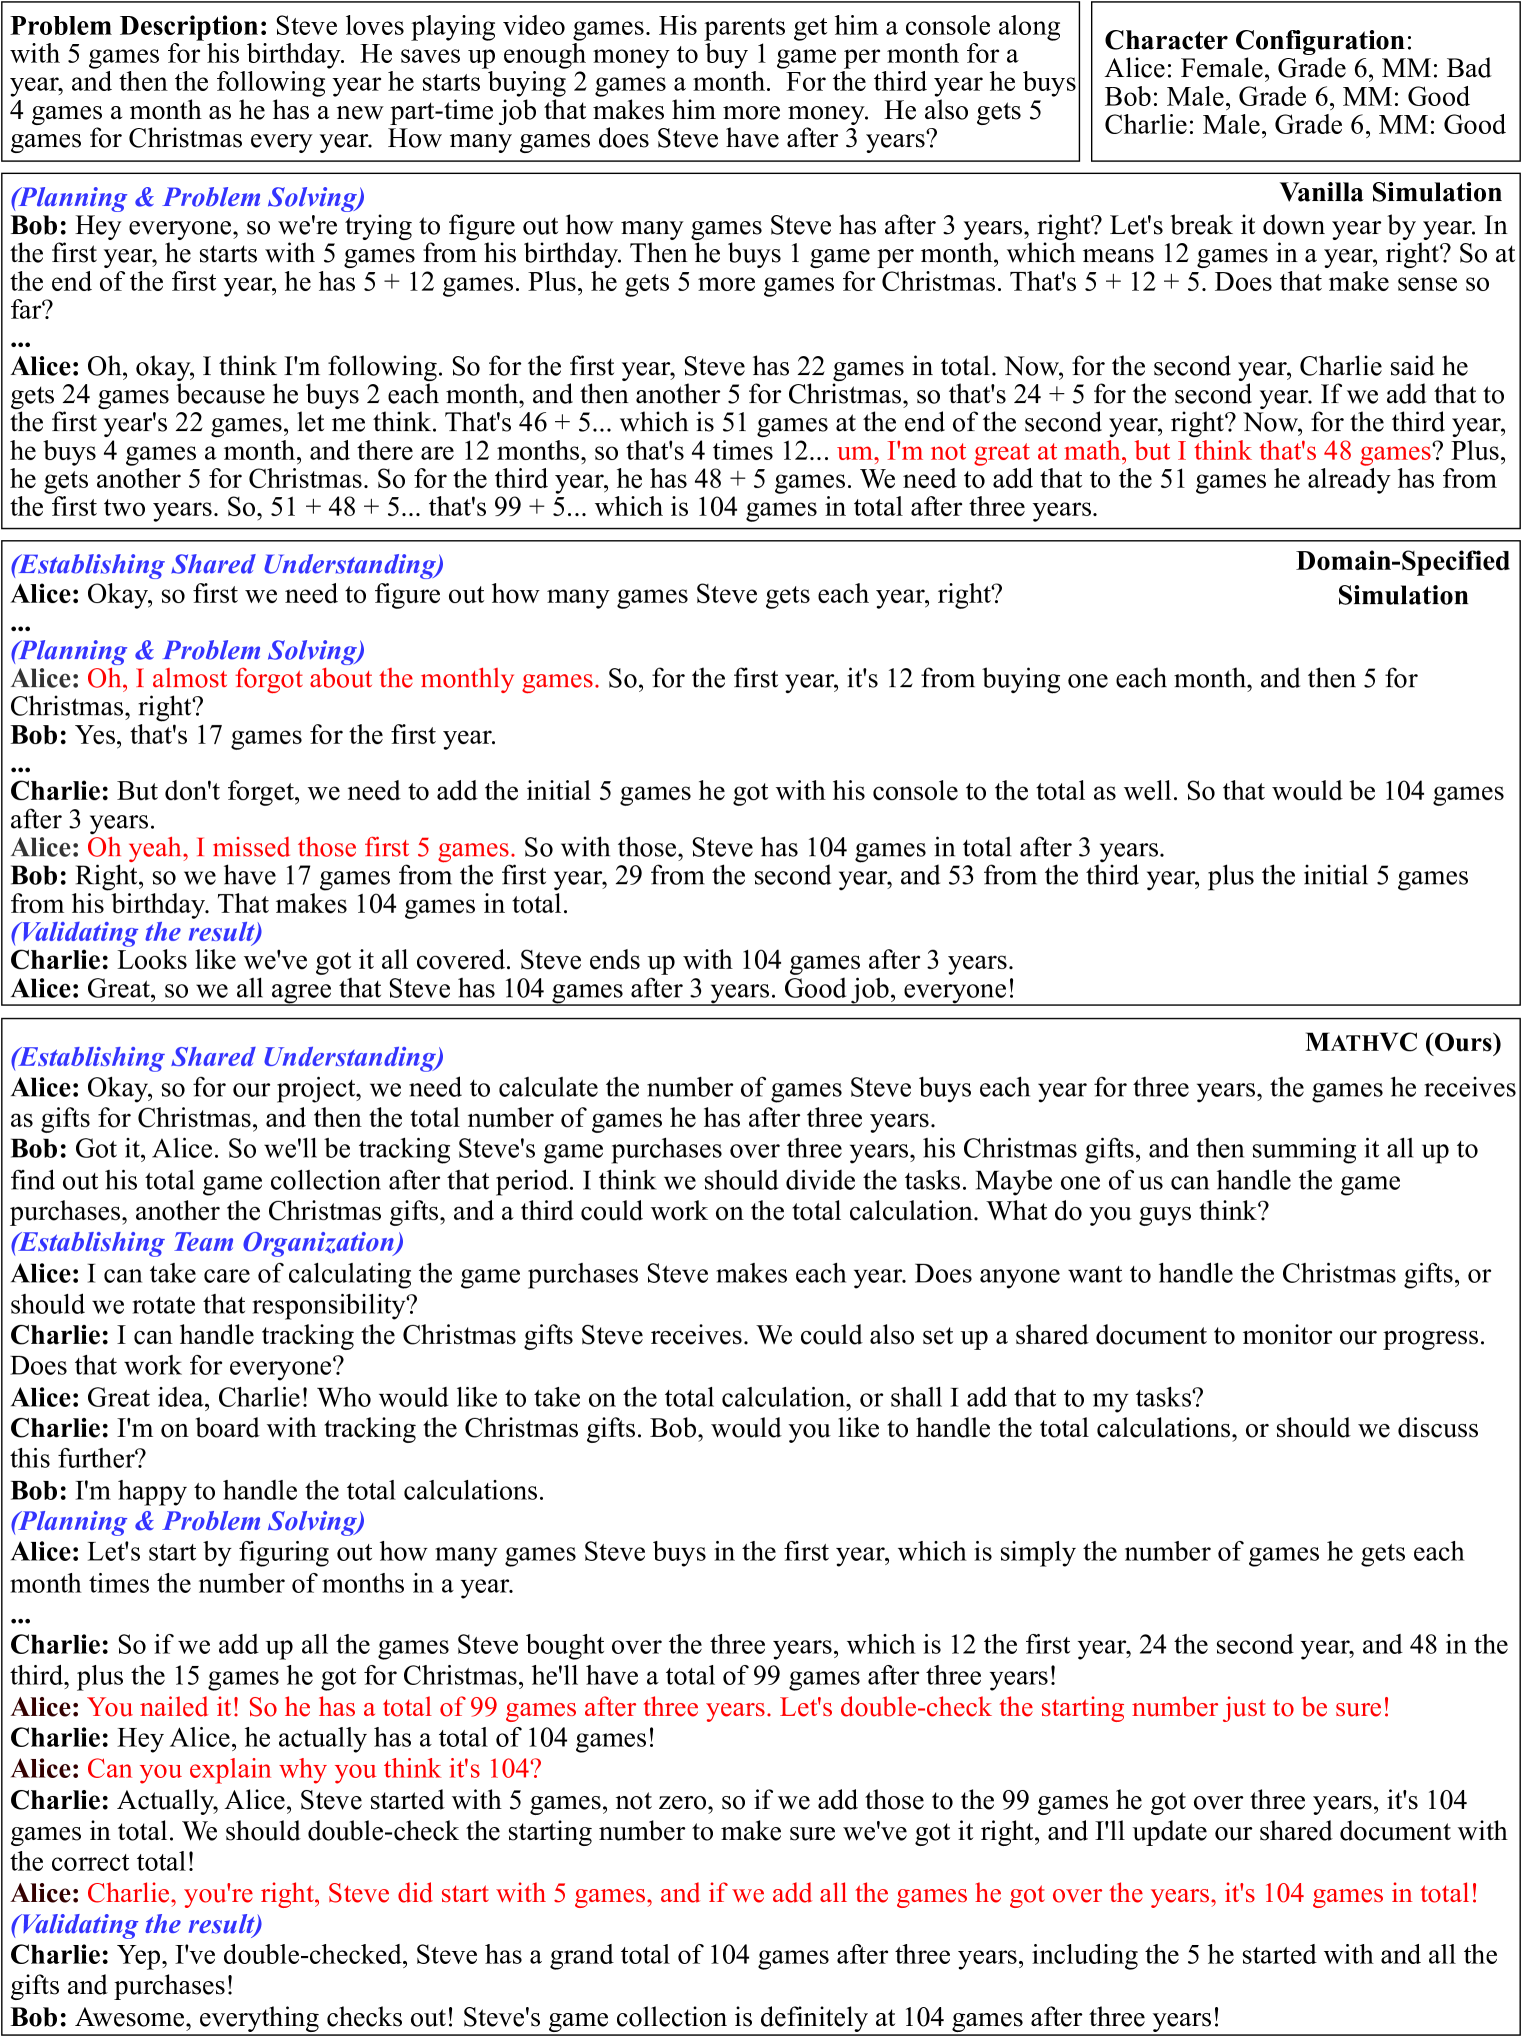 Problem Description: Steve loves playing video games. His parents get him a console along
with 5 games for his birthday.  He saves up enough money to buy 1 game per month for a
year, and then the following year he starts buying 2 games a month.  For the third year he buys
4 games a month as he has a new part-time job that makes him more money.  He also gets 5
games for Christmas every year.  How many games does Steve have after 3 years?
Character Configuration:
Alice: Female, Grade 6, MM: Bad
Bob: Male, Grade 6, MM: Good
Charlie: Male, Grade 6, MM: Good
(Planning & Problem Solving)
Vanilla Simulation
Bob: Hey everyone, so we're trying to figure out how many games Steve has after 3 years, right? Let's break it down year by year. In
the first year, he starts with 5 games from his birthday. Then he buys 1 game per month, which means 12 games in a year, right? So at
the end of the first year, he has 5 + 12 games. Plus, he gets 5 more games for Christmas. That's 5 + 12 + 5. Does that make sense so
far?
...
Alice: Oh, okay, I think I'm following. So for the first year, Steve has 22 games in total. Now, for the second year, Charlie said he
gets 24 games because he buys 2 each month, and then another 5 for Christmas, so that's 24 + 5 for the second year. If we add that to
the first year's 22 games, let me think. That's 46 + 5... which is 51 games at the end of the second year, right? Now, for the third year,
he buys 4 games a month, and there are 12 months, so that's 4 times 12... um, I'm not great at math, but I think that's 48 games? Plus,
he gets another 5 for Christmas. So for the third year, he has 48 + 5 games. We need to add that to the 51 games he already has from
the first two years. So, 51 + 48 + 5... that's 99 + 5... which is 104 games in total after three years.
(Establishing Shared Understanding)
Domain-Specified
Simulation
Alice: Okay, so first we need to figure out how many games Steve gets each year, right?
...
(Planning & Problem Solving)
Alice: Oh, I almost forgot about the monthly games. So, for the first year, it's 12 from buying one each month, and then 5 for
Christmas, right?
Bob: Yes, that's 17 games for the first year.
...
Charlie: But don't forget, we need to add the initial 5 games he got with his console to the total as well. So that would be 104 games
after 3 years.
Alice: Oh yeah, I missed those first 5 games. So with those, Steve has 104 games in total after 3 years.
Bob: Right, so we have 17 games from the first year, 29 from the second year, and 53 from the third year, plus the initial 5 games
from his birthday. That makes 104 games in total.
(Validating the result)
Charlie: Looks like we've got it all covered. Steve ends up with 104 games after 3 years.
Alice: Great, so we all agree that Steve has 104 games after 3 years. Good job, everyone!
MATHVC (Ours)
(Establishing Shared Understanding)
Alice: Okay, so for our project, we need to calculate the number of games Steve buys each year for three years, the games he receives
as gifts for Christmas, and then the total number of games he has after three years.
Bob: Got it, Alice. So we'll be tracking Steve's game purchases over three years, his Christmas gifts, and then summing it all up to
find out his total game collection after that period. I think we should divide the tasks. Maybe one of us can handle the game
purchases, another the Christmas gifts, and a third could work on the total calculation. What do you guys think?
(Establishing Team Organization)
Alice: I can take care of calculating the game purchases Steve makes each year. Does anyone want to handle the Christmas gifts, or
should we rotate that responsibility?
Charlie: I can handle tracking the Christmas gifts Steve receives. We could also set up a shared document to monitor our progress.
Does that work for everyone?
Alice: Great idea, Charlie! Who would like to take on the total calculation, or shall I add that to my tasks?
Charlie: I'm on board with tracking the Christmas gifts. Bob, would you like to handle the total calculations, or should we discuss
this further?
Bob: I'm happy to handle the total calculations.
(Planning & Problem Solving)
Alice: Let's start by figuring out how many games Steve buys in the first year, which is simply the number of games he gets each
month times the number of months in a year.
...
Charlie: So if we add up all the games Steve bought over the three years, which is 12 the first year, 24 the second year, and 48 in the
third, plus the 15 games he got for Christmas, he'll have a total of 99 games after three years!
Alice: You nailed it! So he has a total of 99 games after three years. Let's double-check the starting number just to be sure!
Charlie: Hey Alice, he actually has a total of 104 games!
Alice: Can you explain why you think it's 104?
Charlie: Actually, Alice, Steve started with 5 games, not zero, so if we add those to the 99 games he got over three years, it's 104
games in total. We should double-check the starting number to make sure we've got it right, and I'll update our shared document with
the correct total!
Alice: Charlie, you're right, Steve did start with 5 games, and if we add all the games he got over the years, it's 104 games in total!
(Validating the result)
Charlie: Yep, I've double-checked, Steve has a grand total of 104 games after three years, including the 5 he started with and all the
gifts and purchases!
Bob: Awesome, everything checks out! Steve's game collection is definitely at 104 games after three years!